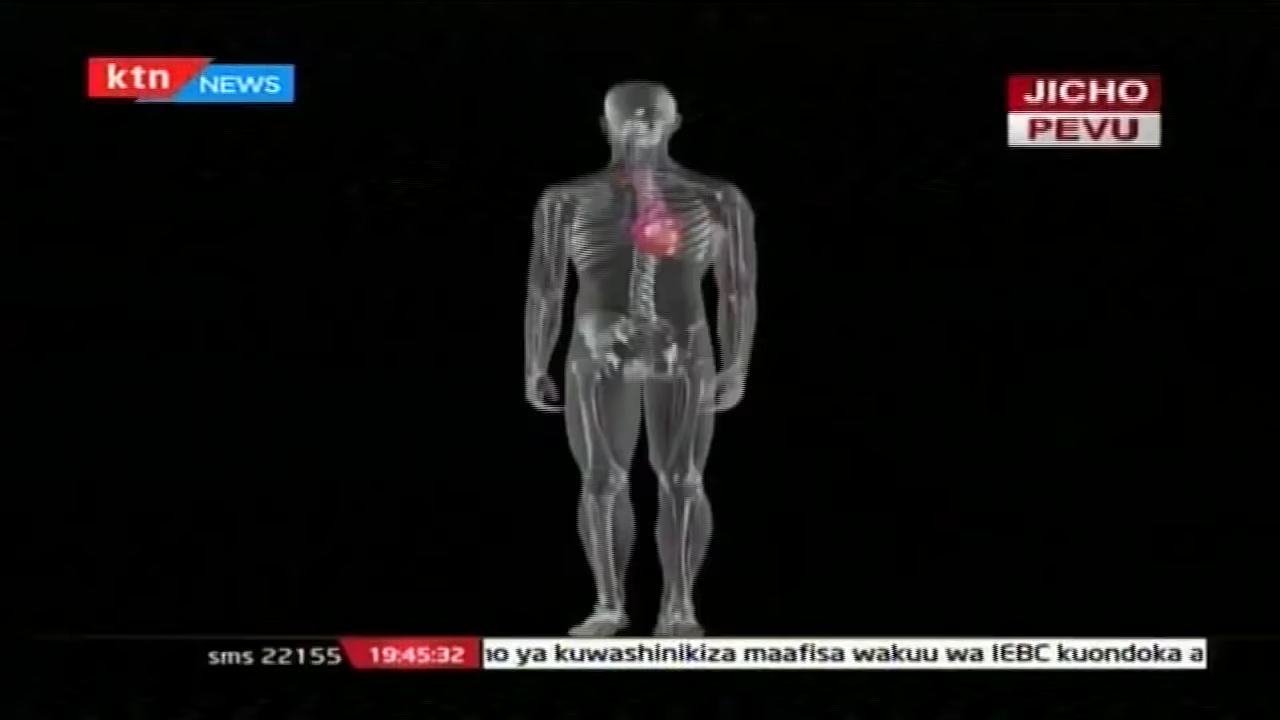 ktn NEWS
JICHO
PEVU
sms 22155
19:45:32
ya kuwashinikiza maafisa wakuu wa IEBC kuondoka